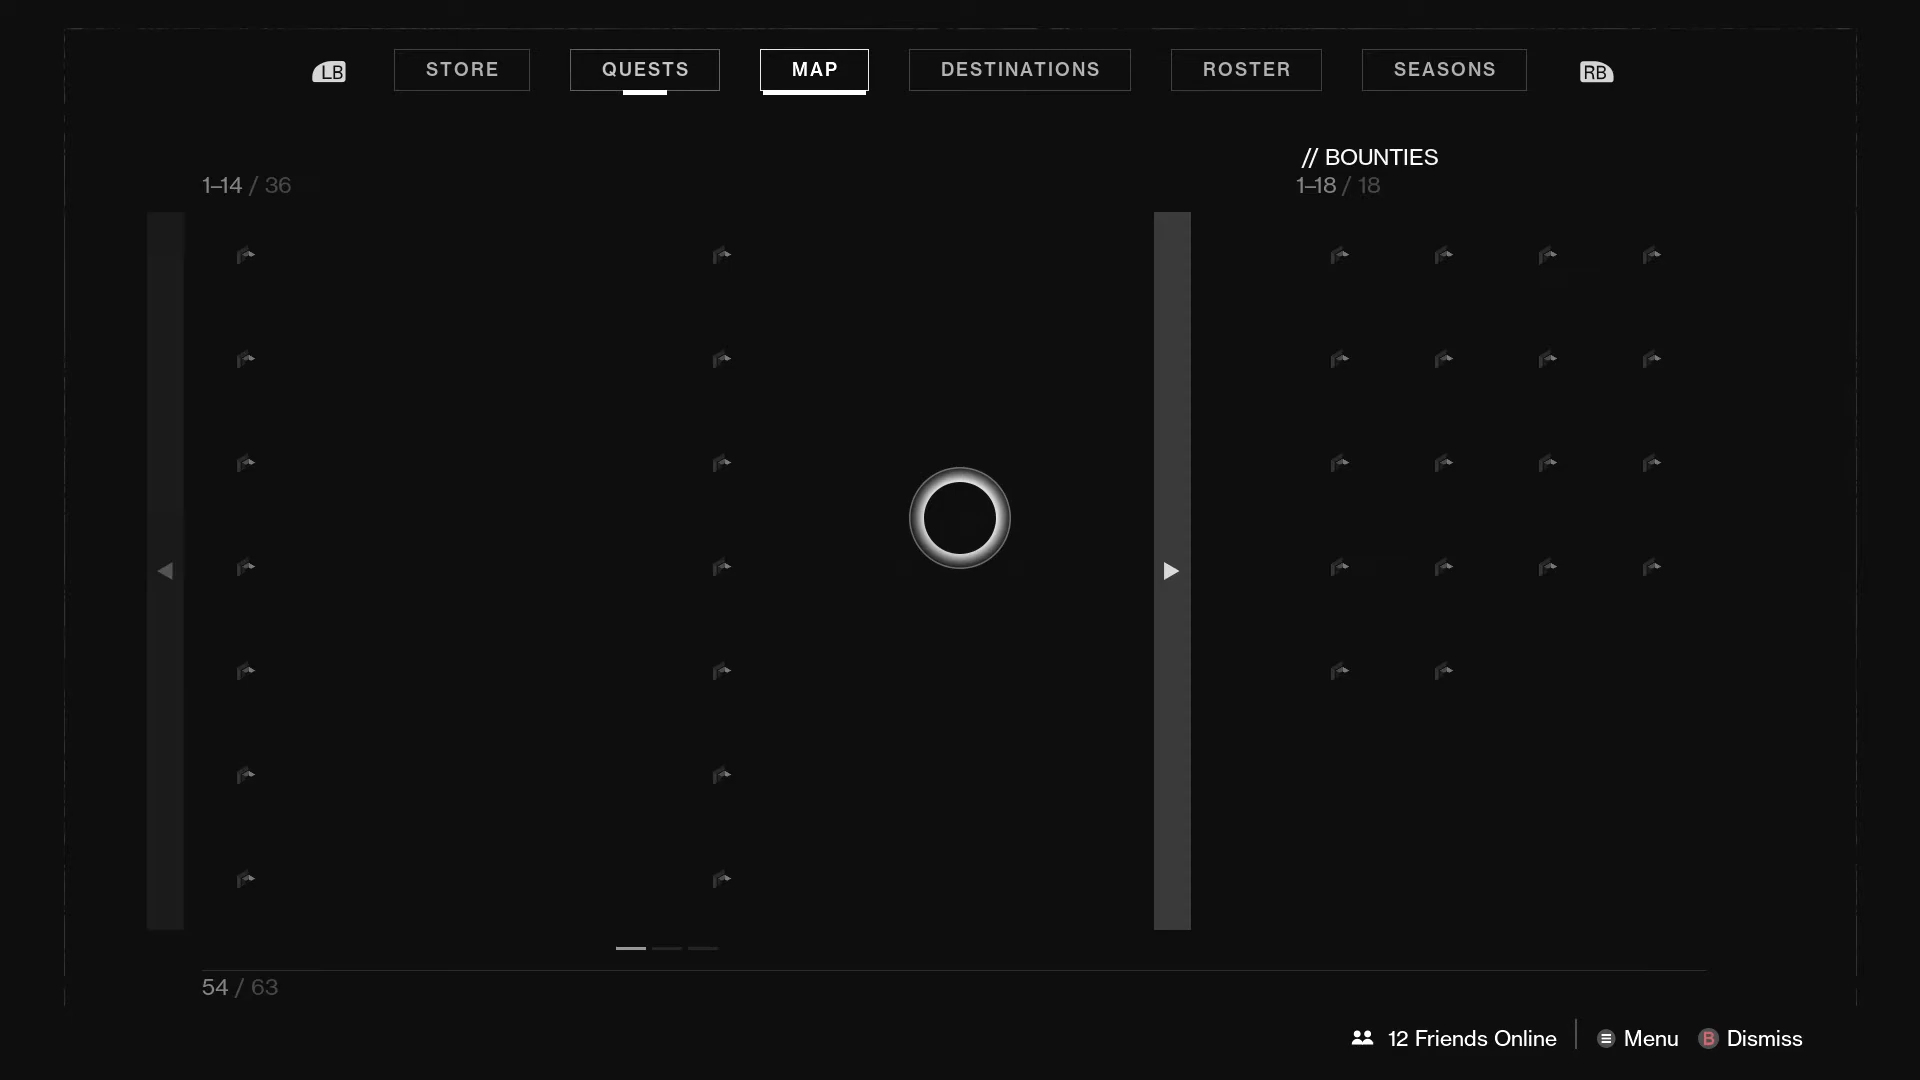 LB STORE QUESTS MAP DESTINATIONS ROSTER SEASONS RB
// BOUNTIES
1–14 / 36
1–18 / 18
54 / 63
12 Friends Online
Menu B Dismiss